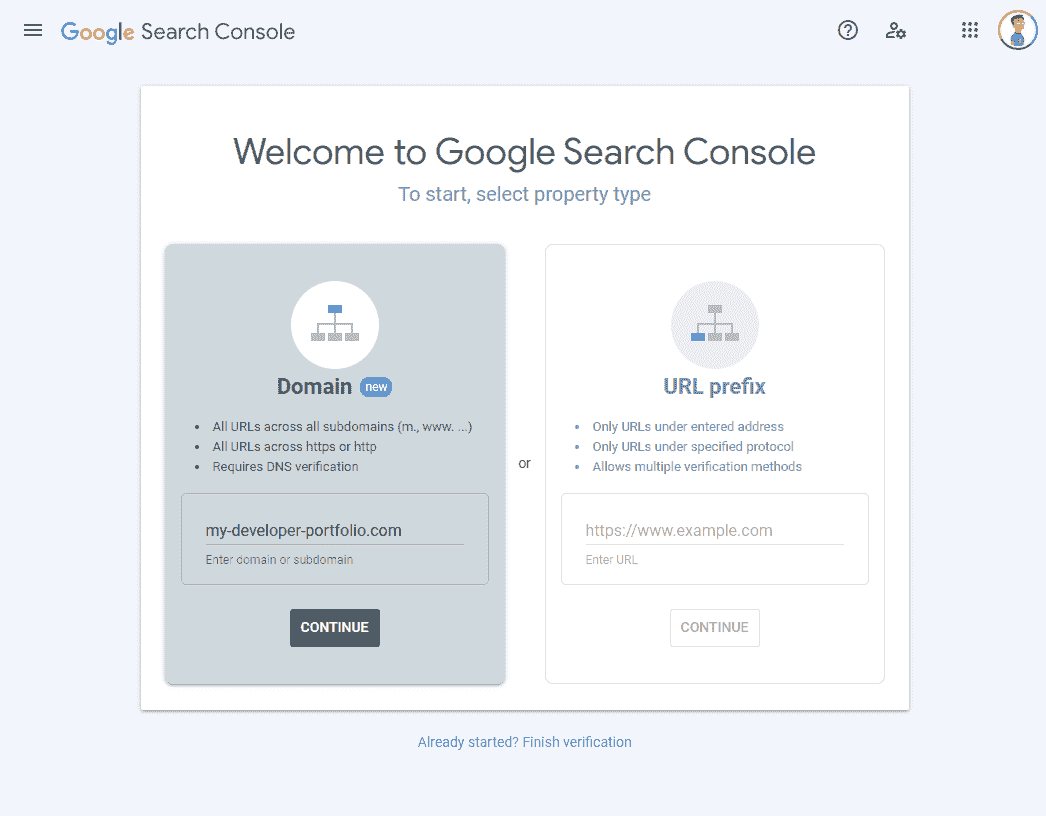 Google Search Console
Welcome to Google Search Console
To start, select property type
Domain new
All URLs across all subdomains (m., www. ...)
All URLs across https or http
Requires DNS verification
my-developer-portfolio.com
Enter domain or subdomain
CONTINUE
or
URL prefix
Only URLs under entered address
Only URLs under specified protocol
Allows multiple verification methods
https://www.example.com
Enter URL
CONTINUE
Already started? Finish verification